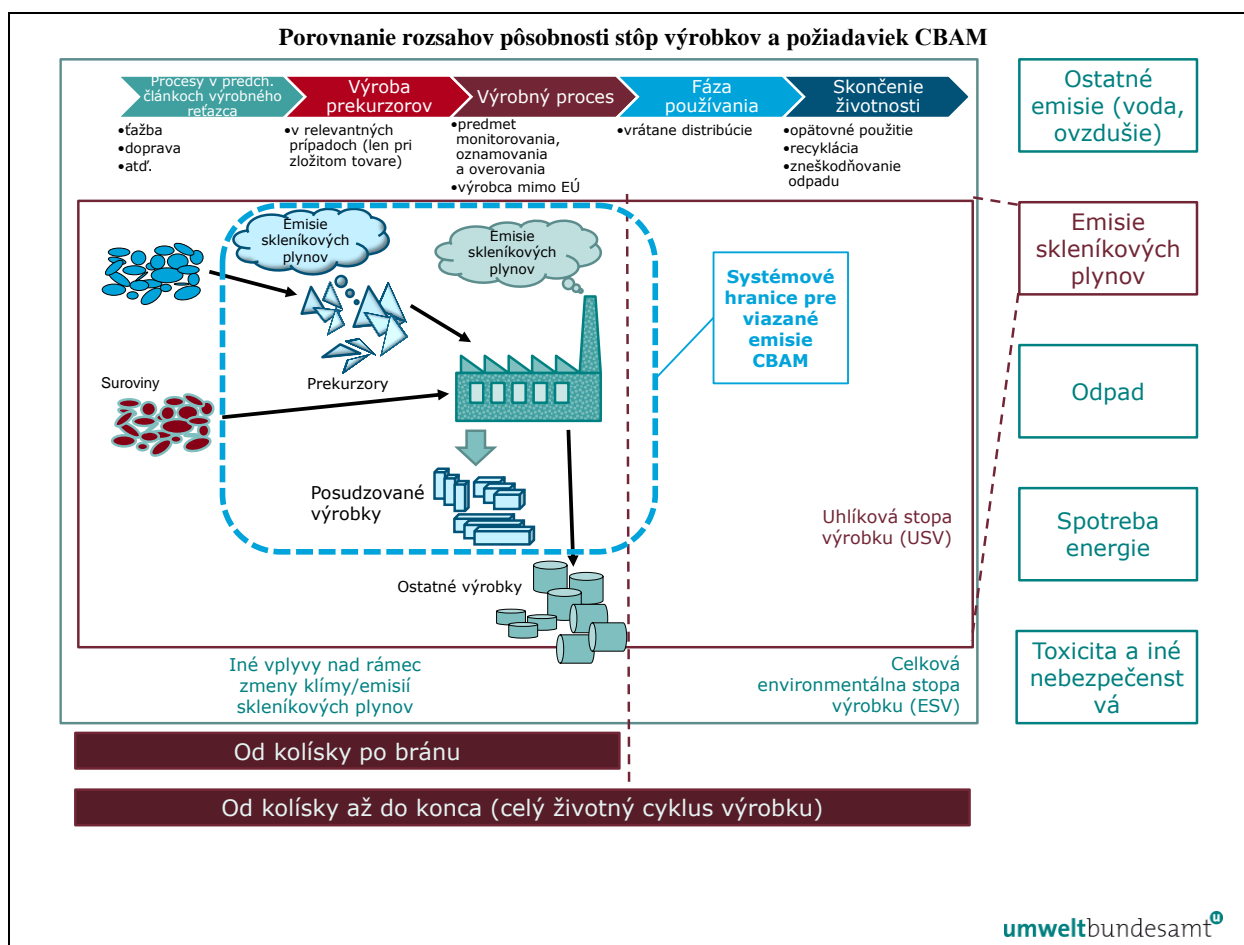 Porovnanie rozsahov pôsobnosti stôp výrobkov a požiadaviek CBAM
Procesy v predch.
článkoch výrobného
reťazca
Výroba
prekurzorov
Výrobný proces
Fáza
používania
Skončenie
životnosti
•ťažba
•doprava
•atď.
•v relevantných
prípadoch (len pri
zložitom tovare)
•predmet
monitorovania,
oznamovania
a overovania
•výrobca mimo EÚ
•vrátane distribúcie
•opätovné použitie
•recyklácia
•zneškodňovanie
odpadu
Ostatné
emisie (voda,
ovzdušie)
Emisie
skleníkových
plynov
Odpad
Spotreba
energie
Toxicita a iné
nebezpečenst
vá
Emisie
skleníkových
plynov
Emisie
skleníkových
plynov
Systémové
hranice pre
viazané
emisie
CBAM
Suroviny
Prekurzory
Posudzované
výrobky
Ostatné výrobky
Uhlíková stopa
výrobku (USV)
Iné vplyvy nad rámec
zmeny klímy/emisií
skleníkových plynov
Celková
environmentálna stopa
výrobku (ESV)
Od kolísky po bránu
Od kolísky až do konca (celý životný cyklus výrobku)
umweltbundesamt u